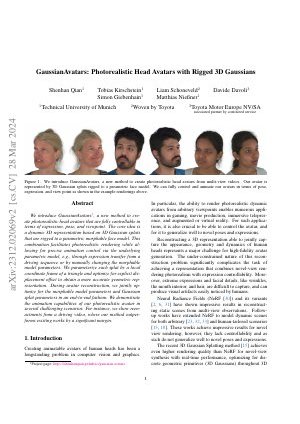 GaussianAvatars: Photorealistic Head Avatars with Rigged 3D Gaussians
Shenhan Qian1 Tobias Kirschstein1 Liam Schoneveld2 Davide Davoli3
Simon Giebenhain1 Matthias Nießner1
1Technical University of Munich 2Woven by Toyota 3Toyota Motor Europe NV/SA
arXiv:2312.02069v2 [cs.CV] 28 Mar 2024
Figure 1. We introduce GaussianAvatars, a new method to create photorealistic head avatars from multi-view videos. Our avatar is
represented by 3D Gaussian splats rigged to a parametric face model. We can fully control and animate our avatars in terms of pose,
expression, and view point as shown in the example renderings above.
Abstract
We introduce GaussianAvatars1, a new method to create
photorealistic head avatars that are fully controllable in
terms of expression, pose, and viewpoint. The core idea is
a dynamic 3D representation based on 3D Gaussian splats
that are rigged to a parametric morphable face model. This
combination facilitates photorealistic rendering while allowing
for precise animation control via the underlying
parametric model, e.g., through expression transfer from a
driving sequence or by manually changing the morphable
model parameters. We parameterize each splat by a local
coordinate frame of a triangle and optimize for explicit displacement
offset to obtain a more accurate geometric representation.
During avatar reconstruction, we jointly optimize
for the morphable model parameters and Gaussian
splat parameters in an end-to-end fashion. We demonstrate
the animation capabilities of our photorealistic avatar in
several challenging scenarios. For instance, we show reenactments
from a driving video, where our method outperforms
existing works by a significant margin.
1. Introduction
Creating animatable avatars of human heads has been a
longstanding problem in computer vision and graphics.
In particular, the ability to render photorealistic dynamic
avatars from arbitrary viewpoints enables numerous applications
in gaming, movie production, immersive telepresence,
and augmented or virtual reality. For such applications,
it is also crucial to be able to control the avatar, and
for it to generalize well to novel poses and expressions.
Reconstructing a 3D representation able to jointly capture
the appearance, geometry and dynamics of human
heads represents a major challenge for high-fidelity avatar
generation. The under-constrained nature of this reconstruction
problem significantly complicates the task of
achieving a representation that combines novel-view rendering
photorealism with expression controllability. Moreover,
extreme expressions and facial details, like wrinkles,
the mouth interior, and hair, are difficult to capture, and can
produce visual artifacts easily noticed by humans.
Neural Radiance Fields (NeRF [30]) and its variants
have shown impressive results in reconstructing
static scenes from multi-view observations. Follow-up
works have extended NeRF to model dynamic scenes
for both arbitrary and human-tailored scenarios
These works achieve impressive results for novel view
rendering; however, they lack controllability and as
such do not generalize well to novel poses and expressions.
The recent 3D Gaussian Splatting method achieves
even higher rendering quality than NeRF for novel-view
synthesis with real-time performance, optimizing for discrete
geometric primitives (3D Gaussians) throughout 3D
1